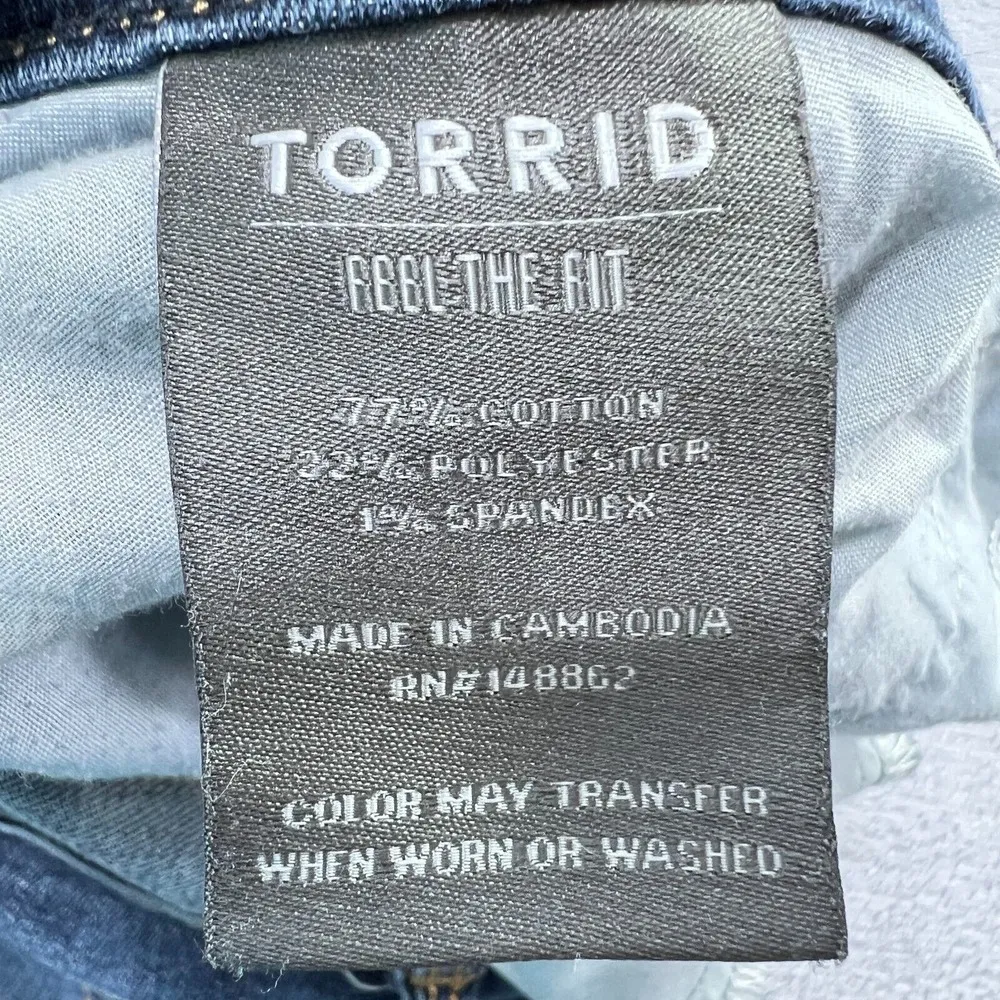 TORRID
FEEL THE FIT
77% COTTON
22% POLYESTER
1% SPANDEX
MADE IN CAMBODIA
RN#148862
COLOR MAY TRANSFER
WHEN WORN OR WASHED